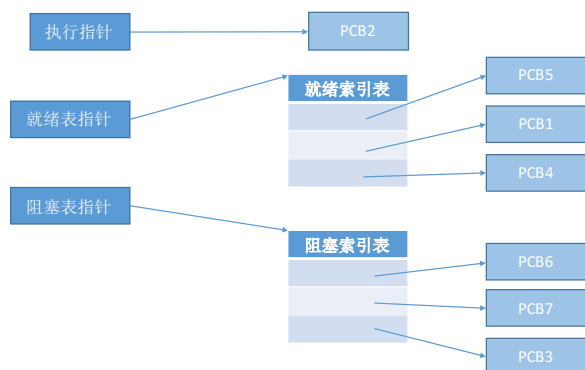 执行指针
PCB2
就绪表指针
就绪索引表
PCB5
PCB1
PCB4
阻塞表指针
阻塞索引表
PCB6
PCB7
PCB3